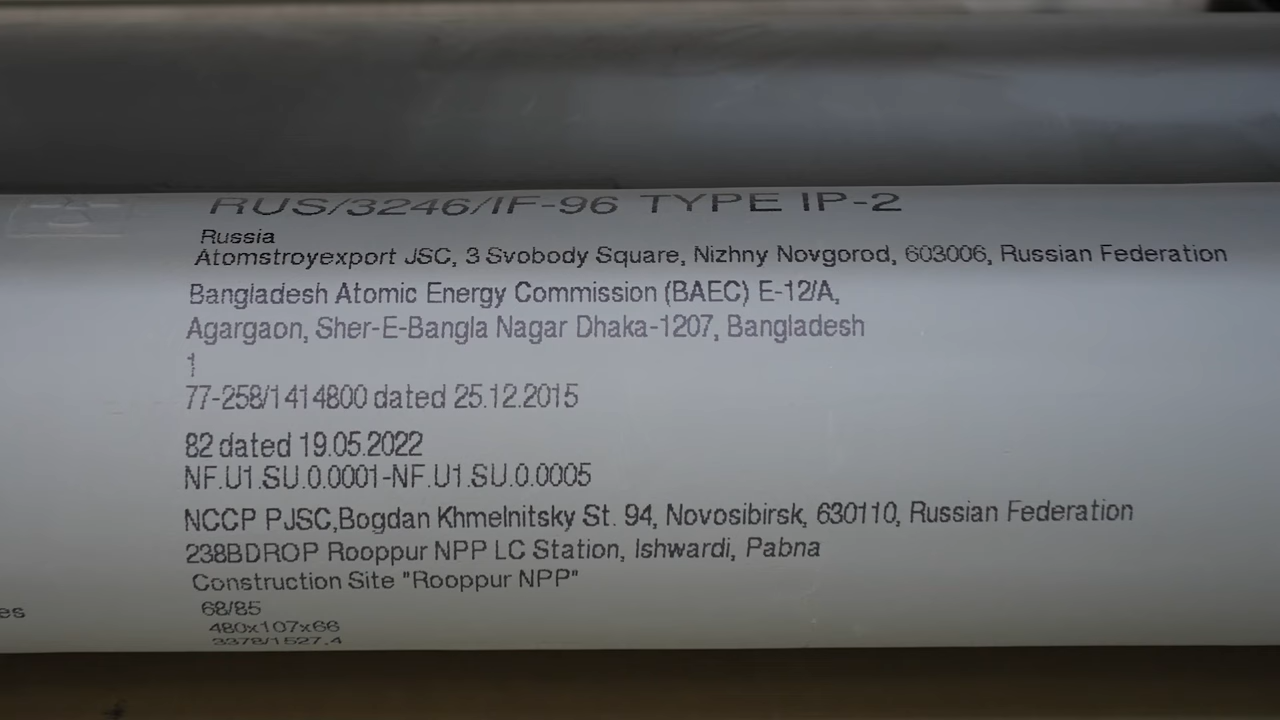 RUS/3246/IF-96 TYPE IP-2
Russia
Atomstroyexport JSC, 3 Svobody Square, Nizhny Novgorod, 603006, Russian Federation
Bangladesh Atomic Energy Commission (BAEC) E-12/A,
Agargaon, Sher-E-Bangla Nagar Dhaka-1207, Bangladesh
1
77-258/1414800 dated 25.12.2015
82 dated 19.05.2022
NF.U1.SU.0.0001-NF.U1.SU.0.0005
NCCP PJSC,Bogdan Khmelnitsky St. 94, Novosibirsk, 630110, Russian Federation
238BDROP Rooppur NPP LC Station, Ishwardi, Pabna
Construction Site "Rooppur NPP"
es
68/85
480x107x66
3378/1527,4